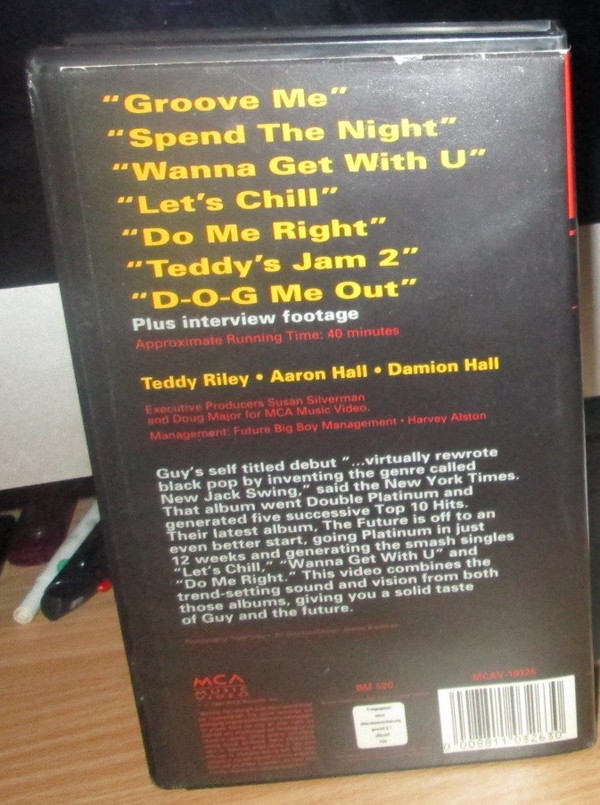 "Groove Me"
"Spend The Night"
"Wanna Get With U"
"Let's Chill"
"Do Me Right"
"Teddy's Jam 2"
"D-O-G Me Out"
Plus interview footage
Approximate Running Time: 40 minutes
Teddy Riley • Aaron Hall • Damion Hall
Executive Producers Susan Silverman
and Doug Major for MCA Music Video.
Management: Future Big Boy Management • Harvey Alston
Guy's self titled debut "...virtually rewrote
black pop by inventing the genre called
New Jack Swing," said the New York Times.
That album went Double Platinum and
generated five successive Top 10 Hits.
Their latest album, The Future is off to an
even better start, going Platinum in just
12 weeks and generating the smash singles
"Let's Chill," "Wanna Get With U" and
"Do Me Right." This video combines the
trend-setting sound and vision from both
those albums, giving you a solid taste
of Guy and the future.
MCA
MUSIC
VIDEO
BM 520